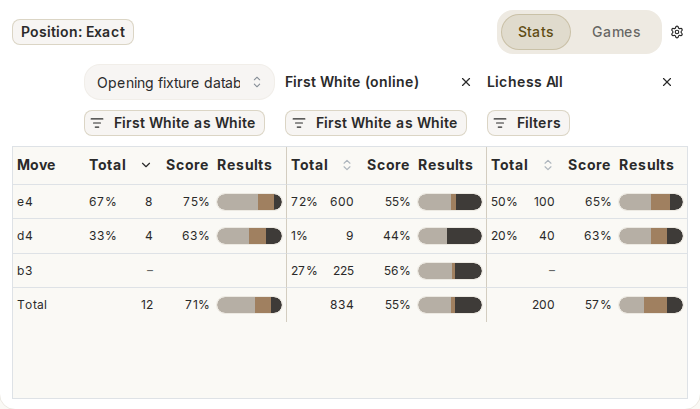 Position: Exact
Stats Games
Opening fixture datab First White (online) Lichess All
First White as White First White as White Filters
Move Total Score Results Total Score Results Total Score Results
e4 67% 8 75% 72% 600 55% 50% 100 65%
d4 33% 4 63% 1% 9 44% 20% 40 63%
b3 – 27% 225 56% –
Total 12 71% 834 55% 200 57%